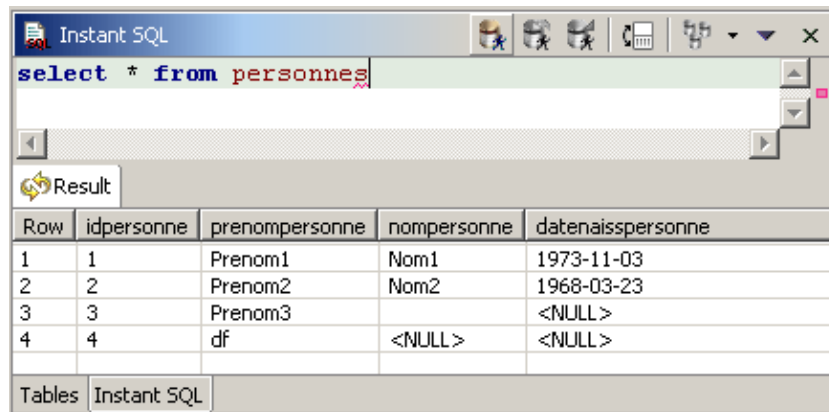 Instant SQL
select * from personnes
Result
Row idpersonne prenompersonne nompersonne datenaisspersonne
1 1 Prenom1 Nom1 1973-11-03
2 2 Prenom2 Nom2 1968-03-23
3 3 Prenom3 <NULL>
4 4 df <NULL> <NULL>
Tables Instant SQL